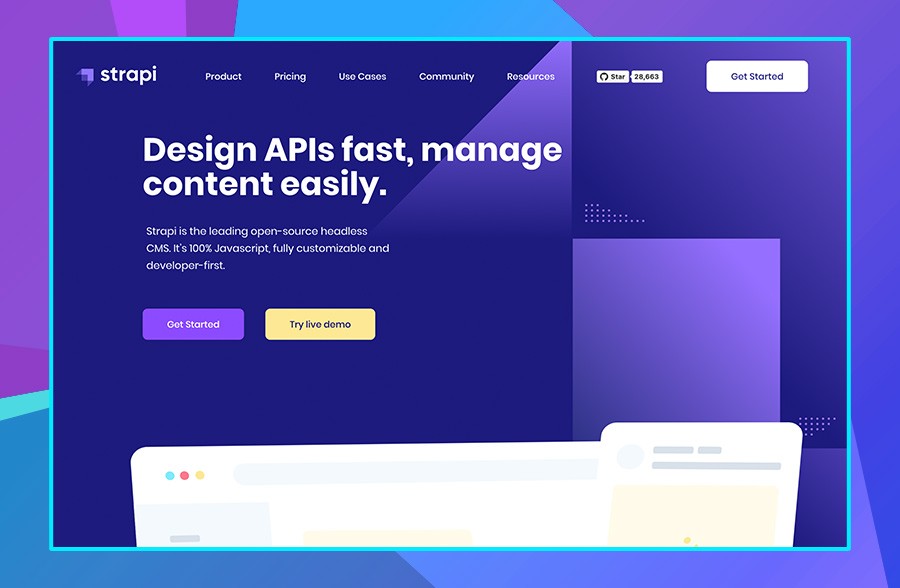 strapi
Product Pricing Use Cases Community Resources
Star 28,663
Get Started
Design APIs fast, manage
content easily.
Strapi is the leading open-source headless
CMS. It's 100% Javascript, fully customizable and
developer-first.
Get Started
Try live demo